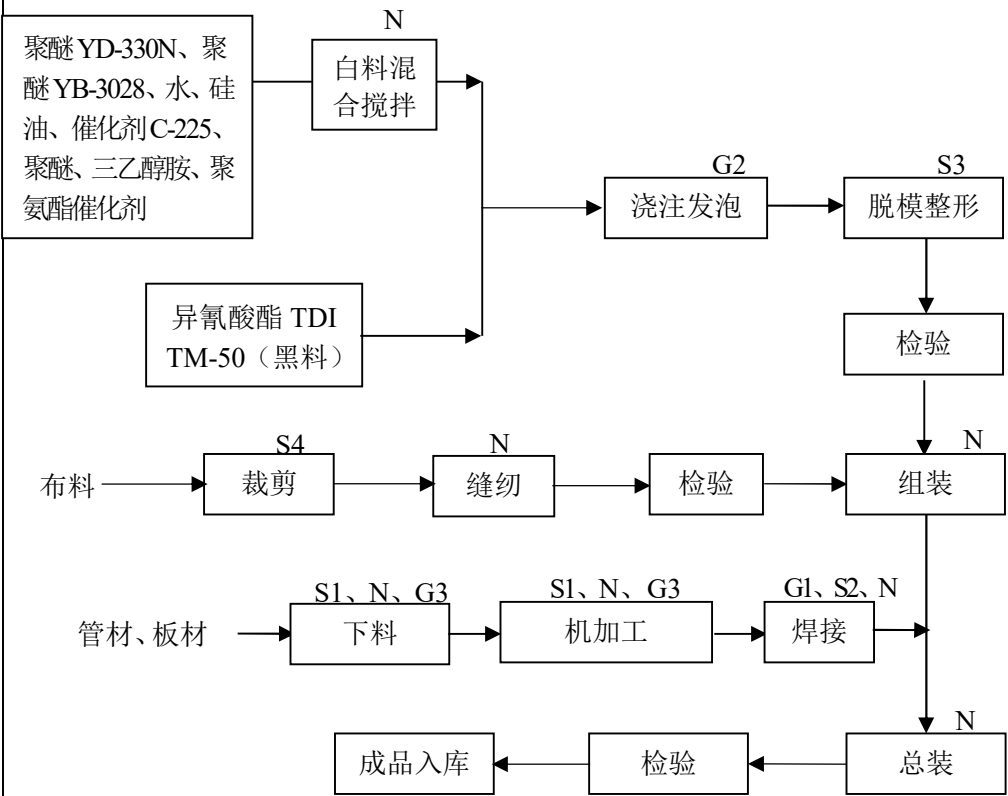 N
聚醚YD-330N、聚
醚YB-3028、水、硅
油、催化剂C-225、
聚醚、三乙醇胺、聚
氨酯催化剂
白料混
合搅拌
G2
浇注发泡
S3
脱模整形
异氰酸酯 TDI
TM-50（黑料）
检验
布料
S4
裁剪
N
缝纫
检验
N
组装
管材、板材
S1、N、G3
下料
S1、N、G3
机加工
G1、S2、N
焊接
N
总装
检验
成品入库